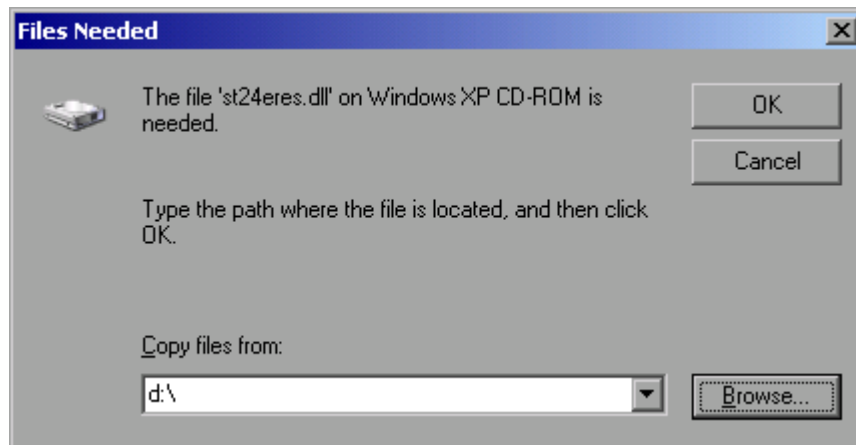 Files Needed
The file 'st24eres.dll' on Windows XP CD-ROM is
needed.
OK
Cancel
Type the path where the file is located, and then click
OK.
Copy files from:
d:\
Browse...